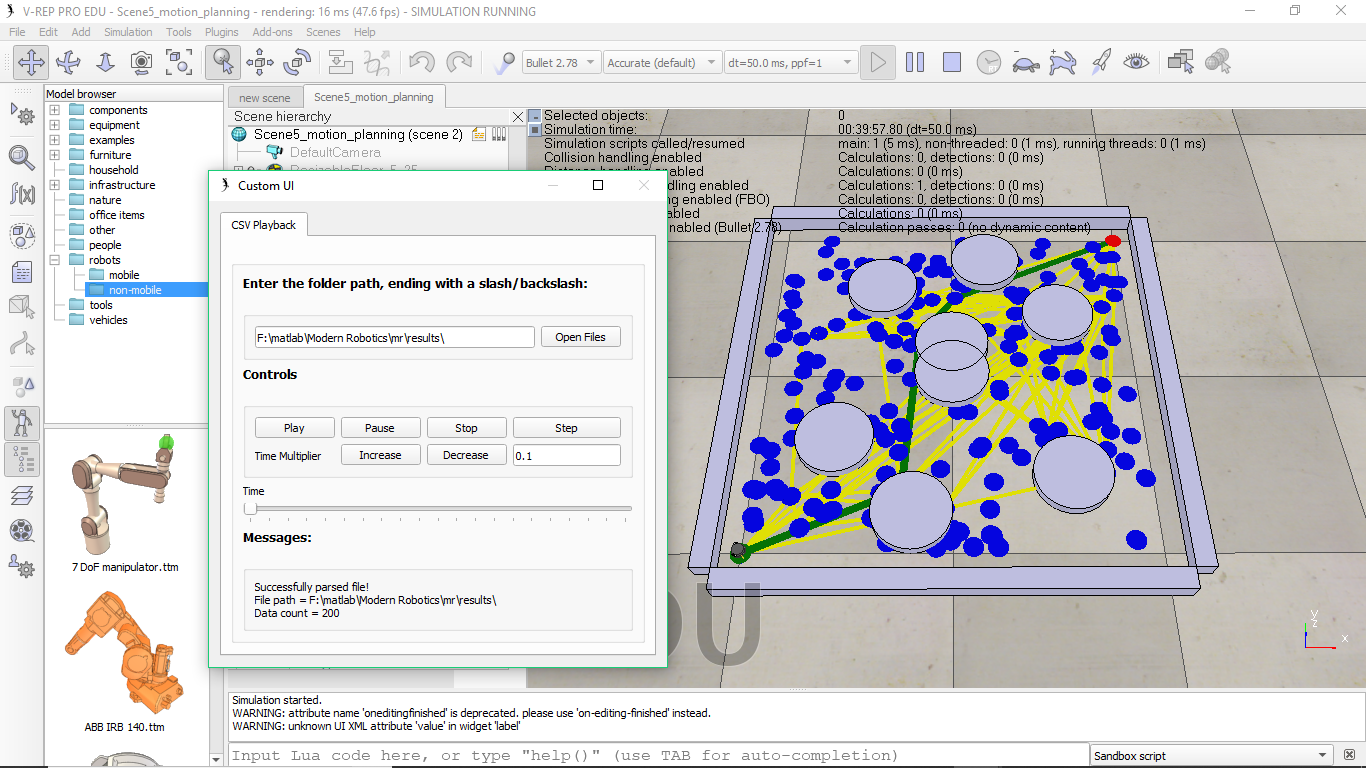 V-REP PRO EDU - Scene5_motion_planning - rendering: 16 ms (47.6 fps) - SIMULATION RUNNING
File Edit Add Simulation Tools Plugins Add-ons Scenes Help
Bullet 2.78 Accurate (default) dt=50.0 ms, ppf=1
Model browser
components
equipment
examples
furniture
household
infrastructure
nature
office items
other
people
robots
mobile
non-mobile
tools
vehicles
7 DoF manipulator.ttm
ABB IRB 140.ttm
new scene Scene5_motion_planning
Scene hierarchy
Scene5_motion_planning (scene 2)
DefaultCamera
Selected objects: 0
Simulation time: 00:39:57.80 (dt=50.0 ms)
Simulation scripts called/resumed main: 1 (5 ms), non-threaded: 0 (1 ms), running threads: 0 (1 ms)
Collision handling enabled Calculations: 0, detections: 0 (0 ms)
enabled Calculations: 0 (0 ms)
enabled Calculations: 1, detections: 0 (0 ms)
enabled (FBO) Calculations: 0, detections: 0 (0 ms)
Calculations: 0 (0 ms)
enabled (Bullet 2.78) Calculation passes: 0 (no dynamic content)
Custom UI
CSV Playback
Enter the folder path, ending with a slash/backslash:
F:\matlab\Modern Robotics\mr\results\ Open Files
Controls
Play Pause Stop Step
Time Multiplier Increase Decrease 0.1
Time
Messages:
Successfully parsed file!
File path = F:\matlab\Modern Robotics\mr\results\
Data count = 200
y
z
x
Simulation started.
WARNING: attribute name 'oneditingfinished' is deprecated. please use 'on-editing-finished' instead.
WARNING: unknown UI XML attribute 'value' in widget 'label'
Input Lua code here, or type "help()" (use TAB for auto-completion) Sandbox script